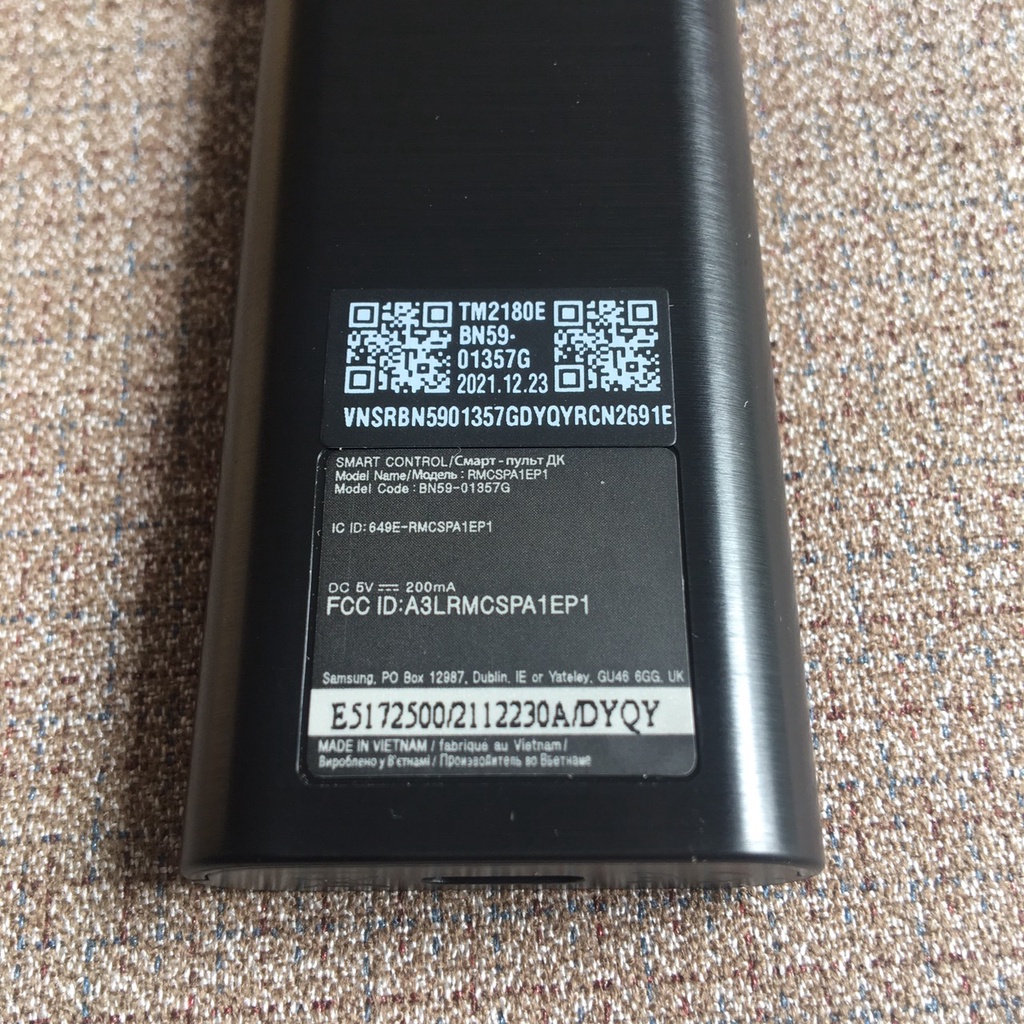 TM2180E
BN59-
01357G
2021.12.23
VNSRBN5901357GDYQYRCN2691E
SMART CONTROL/Смарт - пульт ДК
Model Name/Модель : RMCSPA1EP1
Model Code : BN59-01357G
IC ID: 649E-RMCSPA1EP1
DC 5V ⎓ 200mA
FCC ID: A3LRMCSPA1EP1
Samsung, PO Box 12987, Dublin, IE or Yateley, GU46 6GG. UK
E5172500/2112230A/DYQY
MADE IN VIETNAM / fabriqué au Vietnam /
Вироблено у В'єтнамі / Производитель во Вьетнаме